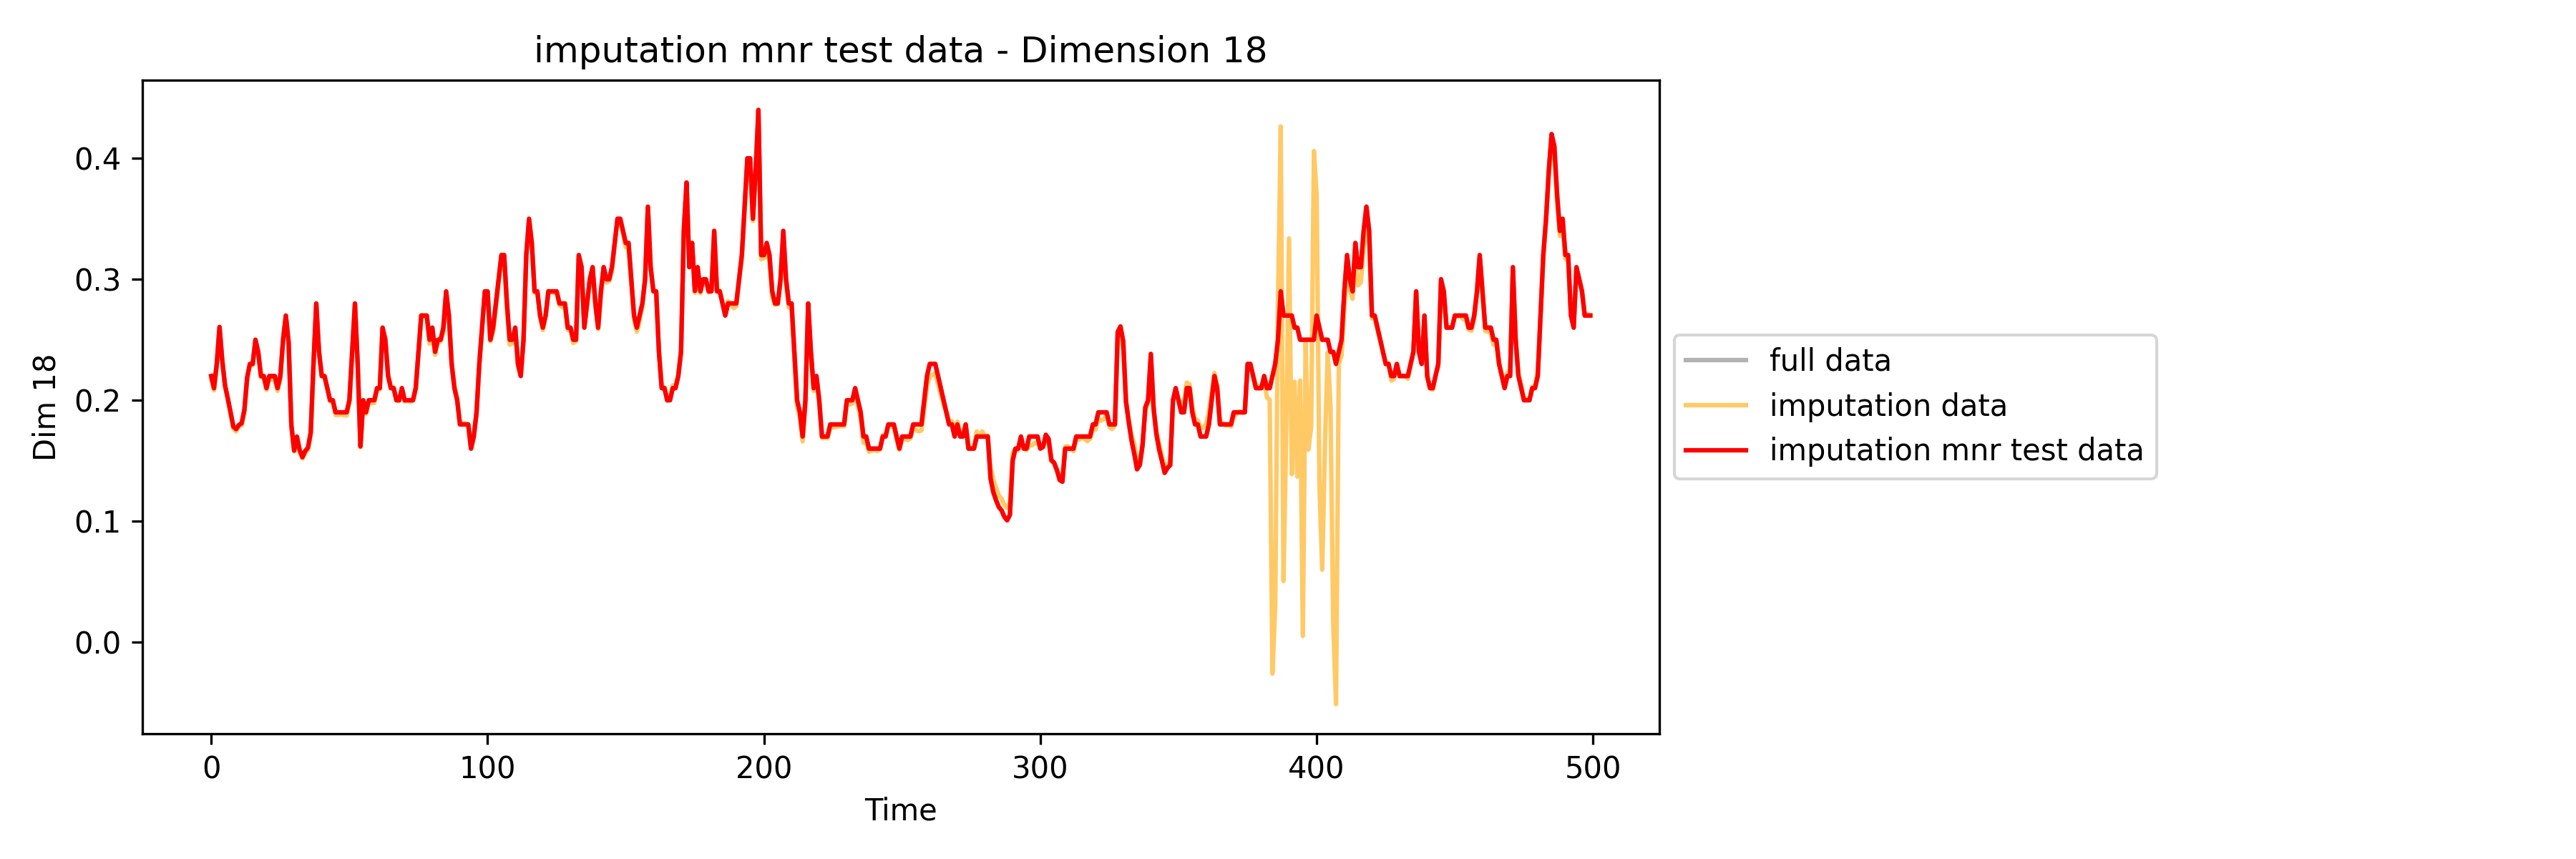 imputation mnr test data - Dimension 18
0.4
0.3
0.2
0.1
0.0
Dim 18
0 100 200 300 400 500
Time
full data
imputation data
imputation mnr test data